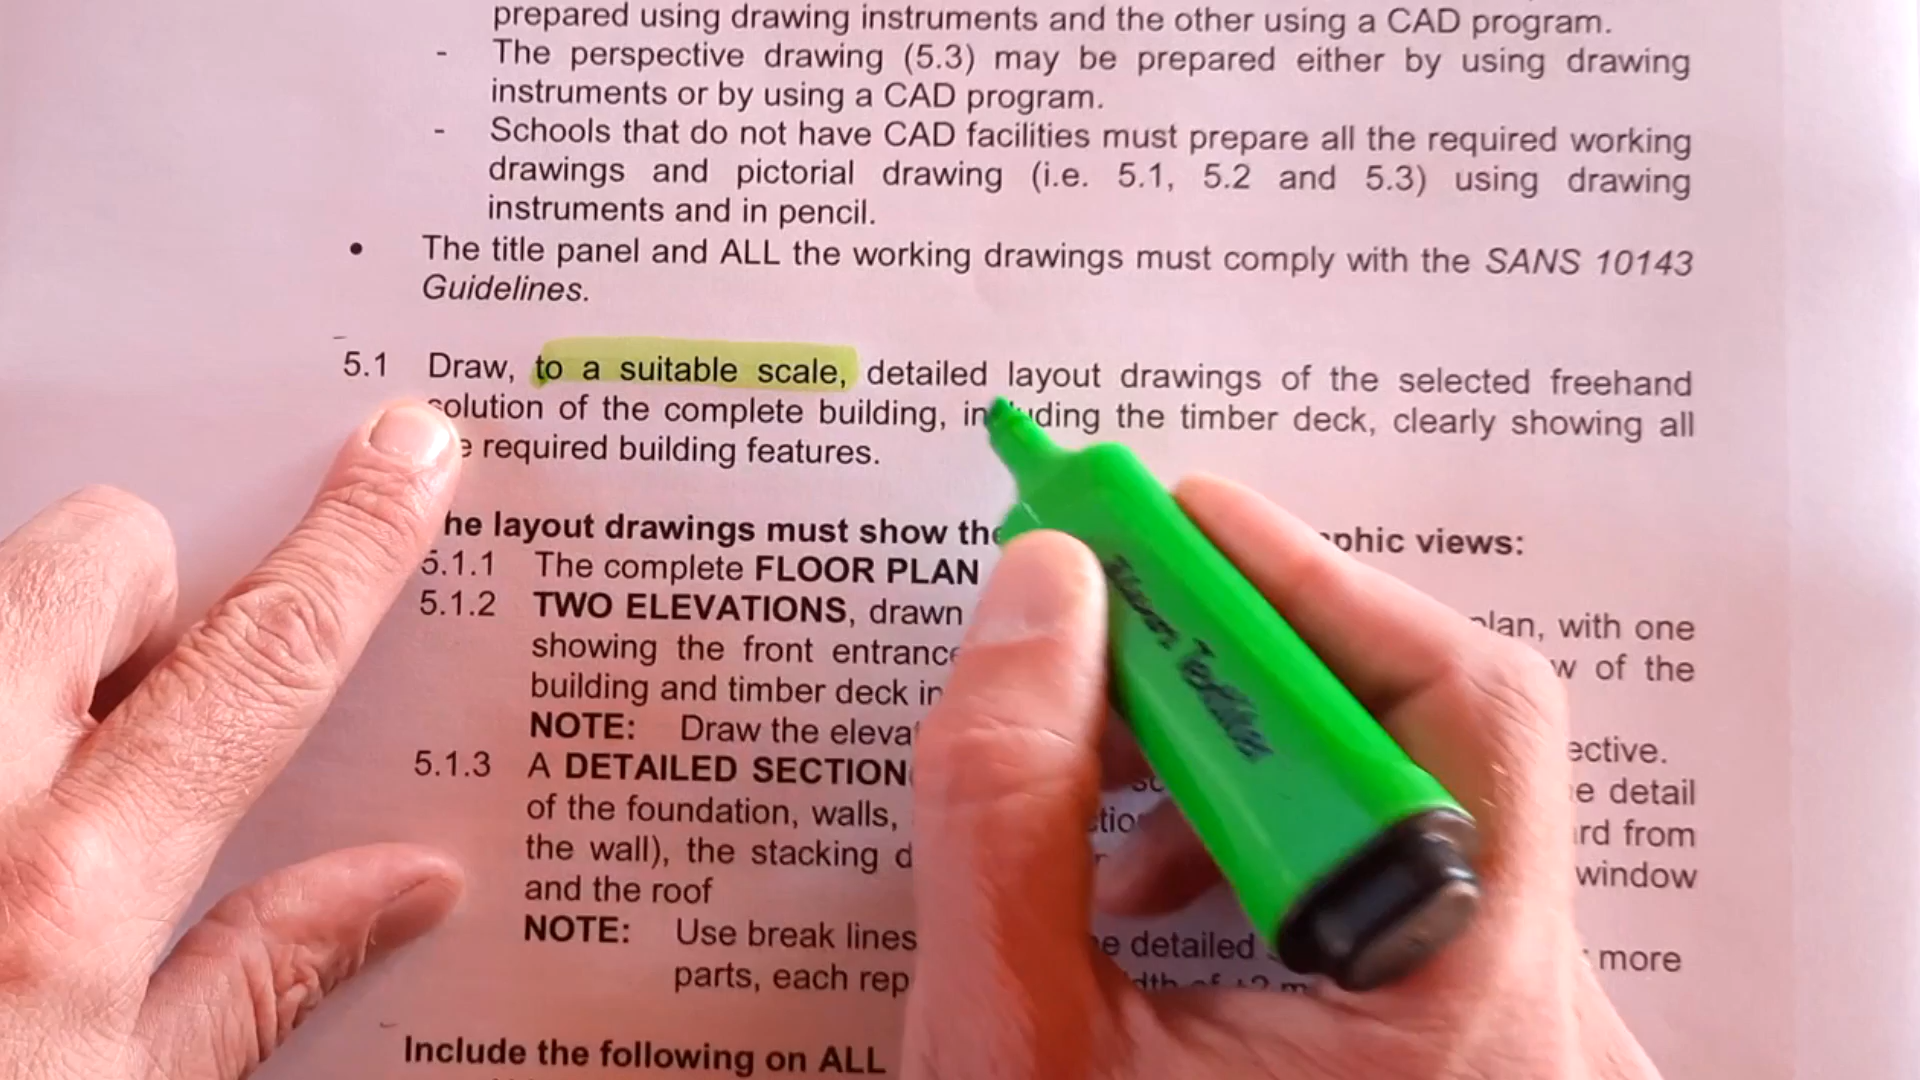 prepared using drawing instruments and the other using a CAD program.
- The perspective drawing (5.3) may be prepared either by using drawing
instruments or by using a CAD program.
- Schools that do not have CAD facilities must prepare all the required working
drawings and pictorial drawing (i.e. 5.1, 5.2 and 5.3) using drawing
instruments and in pencil.
• The title panel and ALL the working drawings must comply with the SANS 10143
Guidelines.
5.1 Draw, to a suitable scale, detailed layout drawings of the selected freehand
solution of the complete building, including the timber deck, clearly showing all
required building features.
he layout drawings must show the phic views:
5.1.1 The complete FLOOR PLAN
5.1.2 TWO ELEVATIONS, drawn plan, with one
showing the front entrance of the
building and timber deck in
NOTE: Draw the eleva ective.
5.1.3 A DETAILED SECTION detail
of the foundation, walls, from
the wall), the stacking window
and the roof
NOTE: Use break lines detailed more
parts, each rep
Include the following on ALL